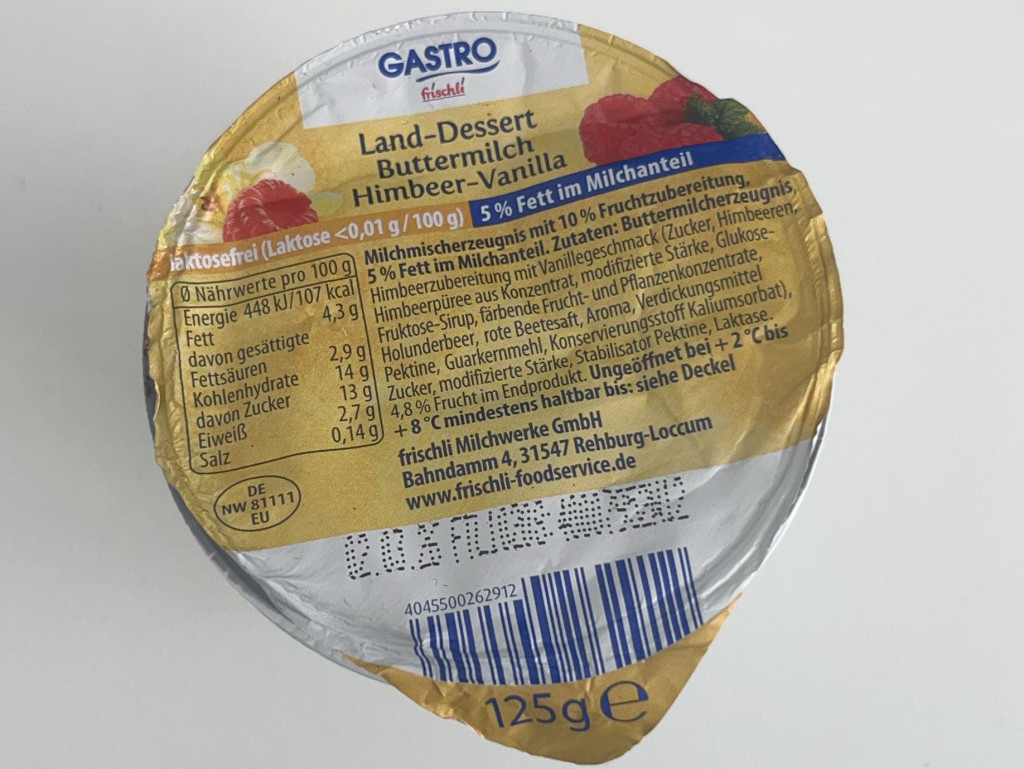 GASTRO
frischli
Land-Dessert
Buttermilch
Himbeer-Vanilla
laktosefrei (Laktose <0,01 g/100 g)
5% Fett im Milchanteil
Ø Nährwerte pro 100 g
Energie 448 kJ/107 kcal
Fett 4,3 g
davon gesättigte
Fettsäuren 2,9 g
Kohlenhydrate 14 g
davon Zucker 13 g
Eiweiß 2,7 g
Salz 0,14 g
Milchmischerzeugnis mit 10 % Fruchtzubereitung,
5 % Fett im Milchanteil. Zutaten: Buttermilcherzeugnis,
Himbeerzubereitung mit Vanillegeschmack (Zucker, Himbeeren,
Himbeerpüree aus Konzentrat, modifizierte Stärke, Glukose-
Fruktose-Sirup, färbende Frucht- und Pflanzenkonzentrate,
Holunderbeer, rote Beetesaft, Aroma, Verdickungsmittel
Pektine, Guarkernmehl, Konservierungsstoff Kaliumsorbat),
Zucker, modifizierte Stärke, Stabilisator Pektine, Laktase.
4,8 % Frucht im Endprodukt. Ungeöffnet bei + 2 °C bis
+ 8 °C mindestens haltbar bis: siehe Deckel
frischli Milchwerke GmbH
Bahndamm 4, 31547 Rehburg-Loccum
www.frischli-foodservice.de
DE
NW 81111
EU
4045500262912
125g e